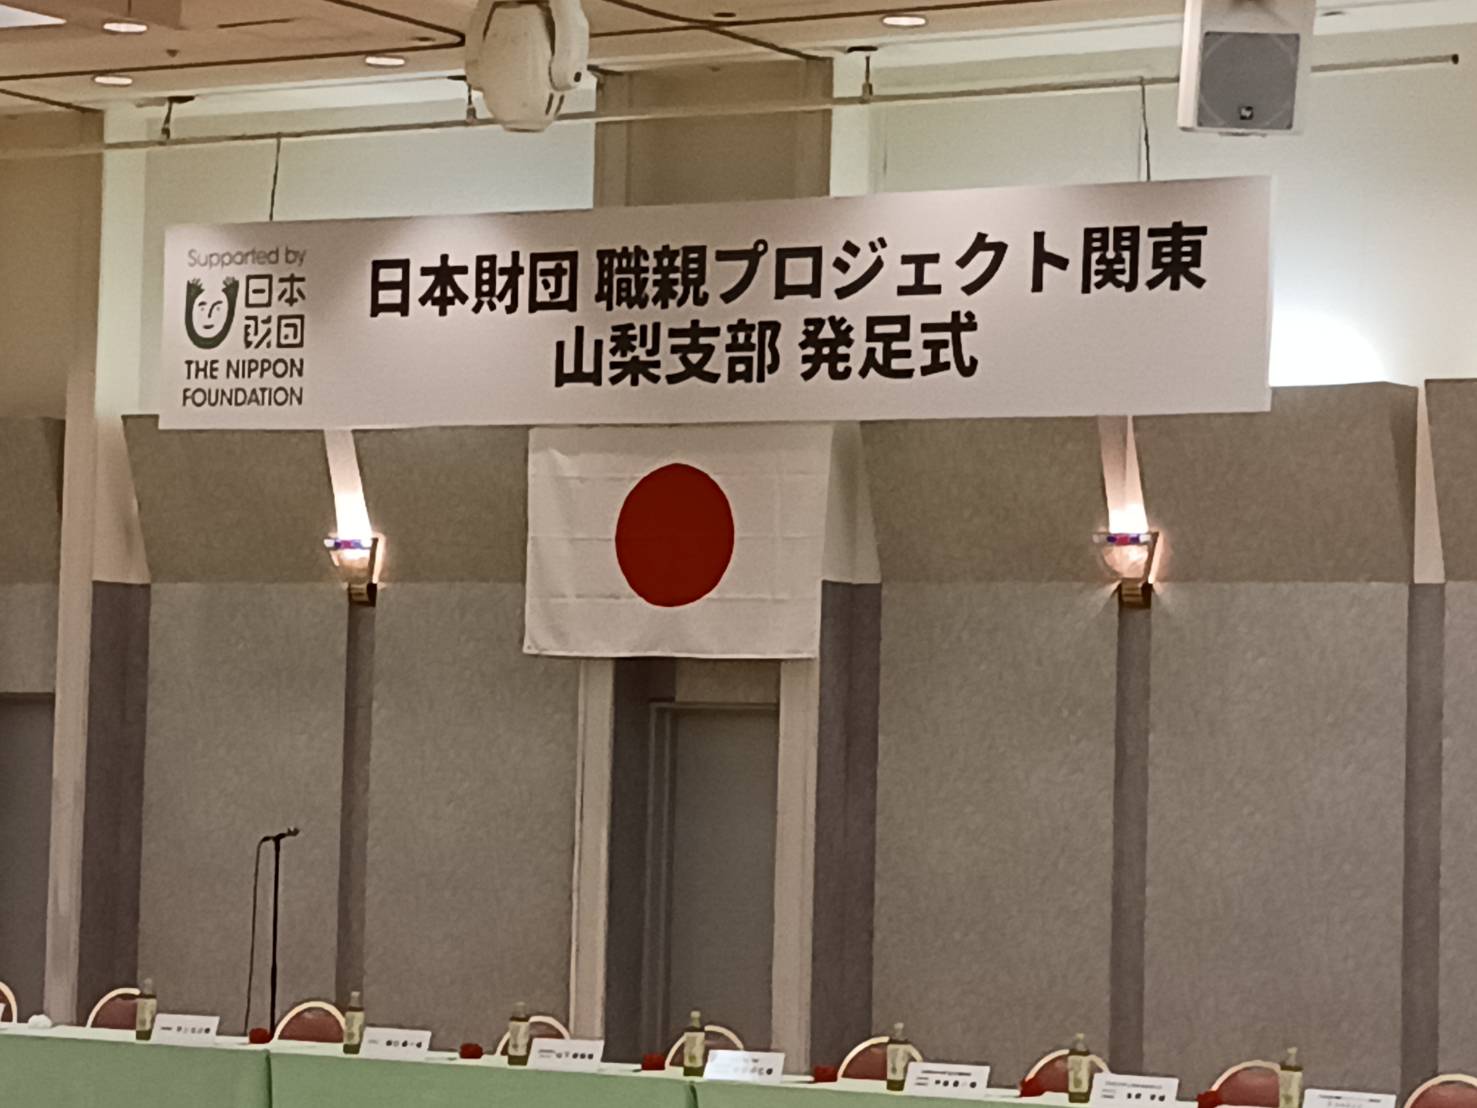 Supported by
日本
財団
THE NIPPON
FOUNDATION
日本財団 職親プロジェクト関東
山梨支部 発足式